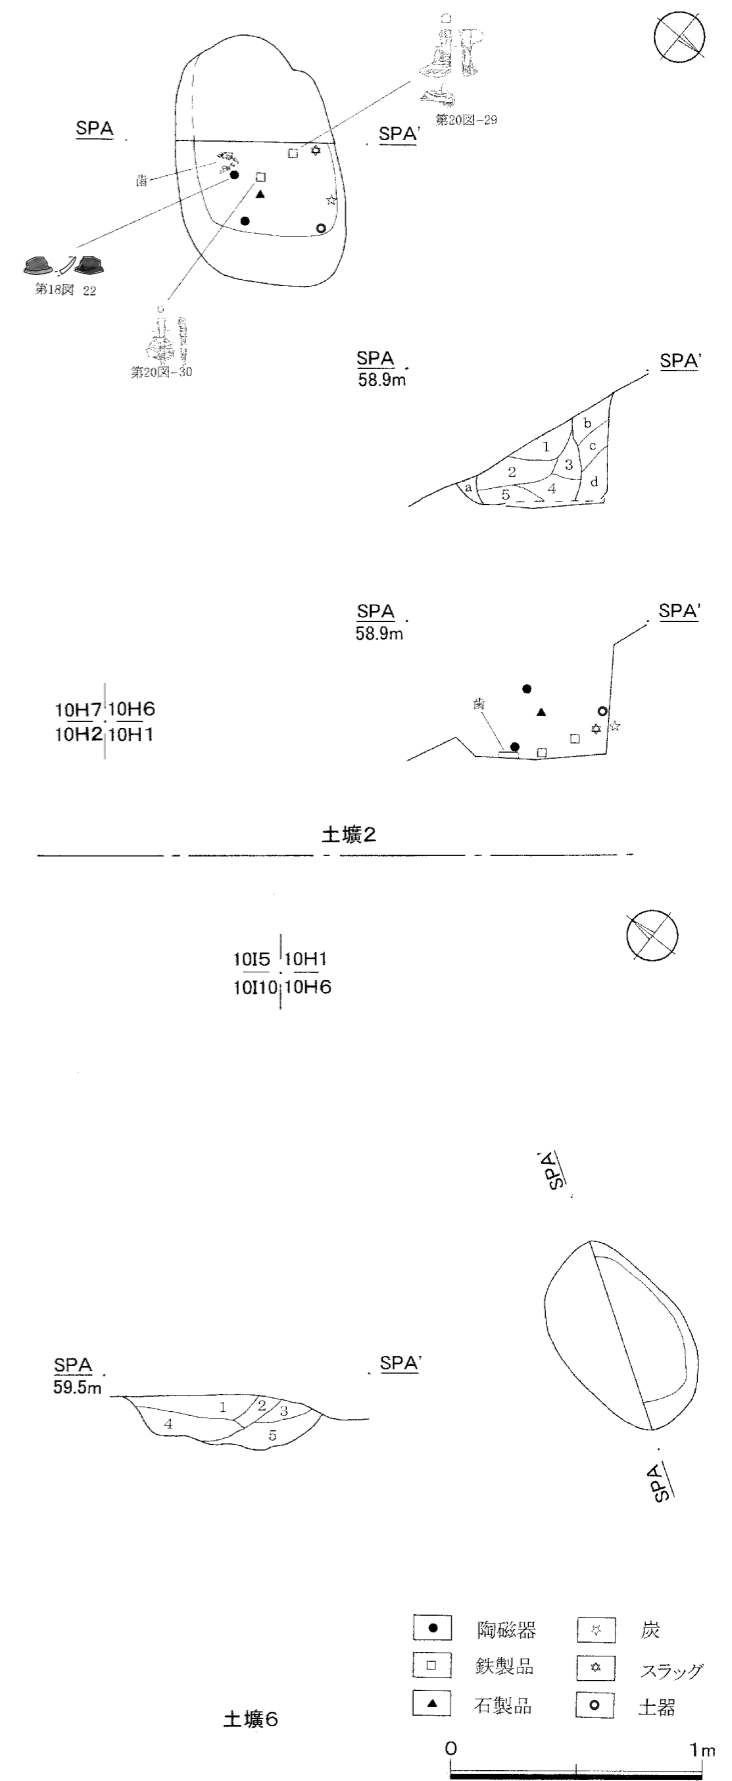 SPA
SPA'
第20図-29
歯
第18図 22
第20図-30
SPA
58.9m
SPA'
1
2
3
4
5
a
b
c
d
SPA
58.9m
SPA'
歯
10H7 10H6
10H2 10H1
土壙2
10I5 10H1
10I10 10H6
SPA'
SPA
59.5m
SPA'
1
2
3
4
5
SPA
陶磁器
炭
鉄製品
スラッグ
石製品
土器
土壙6
0
1m